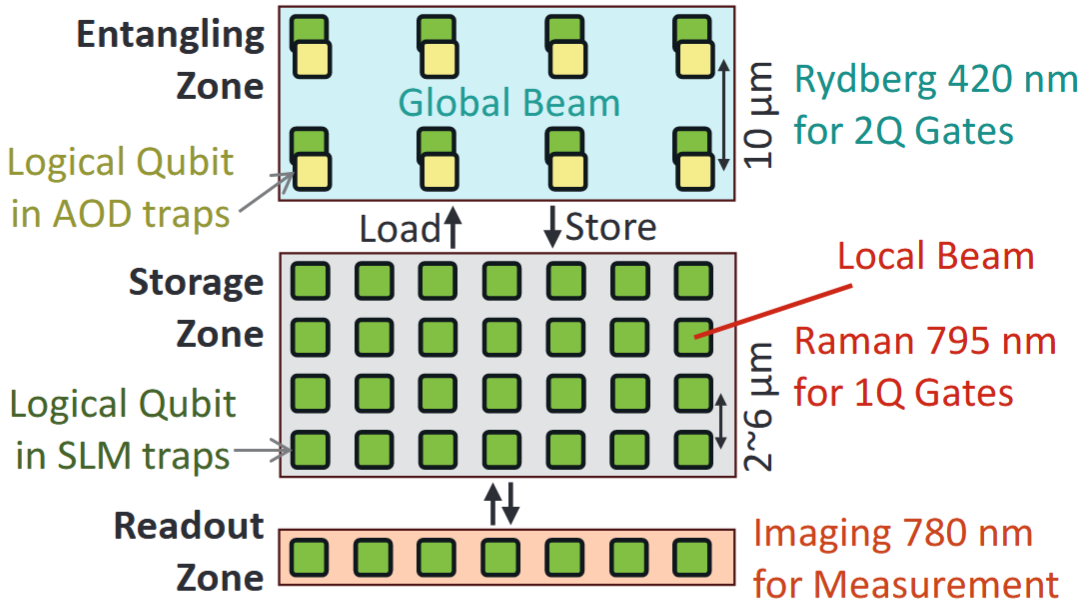 Entangling
Zone
Global Beam
10 μm
Rydberg 420 nm
for 2Q Gates
Logical Qubit
in AOD traps
Load
Store
Storage
Zone
Local Beam
2~6 μm
Raman 795 nm
for 1Q Gates
Logical Qubit
in SLM traps
Readout
Zone
Imaging 780 nm
for Measurement